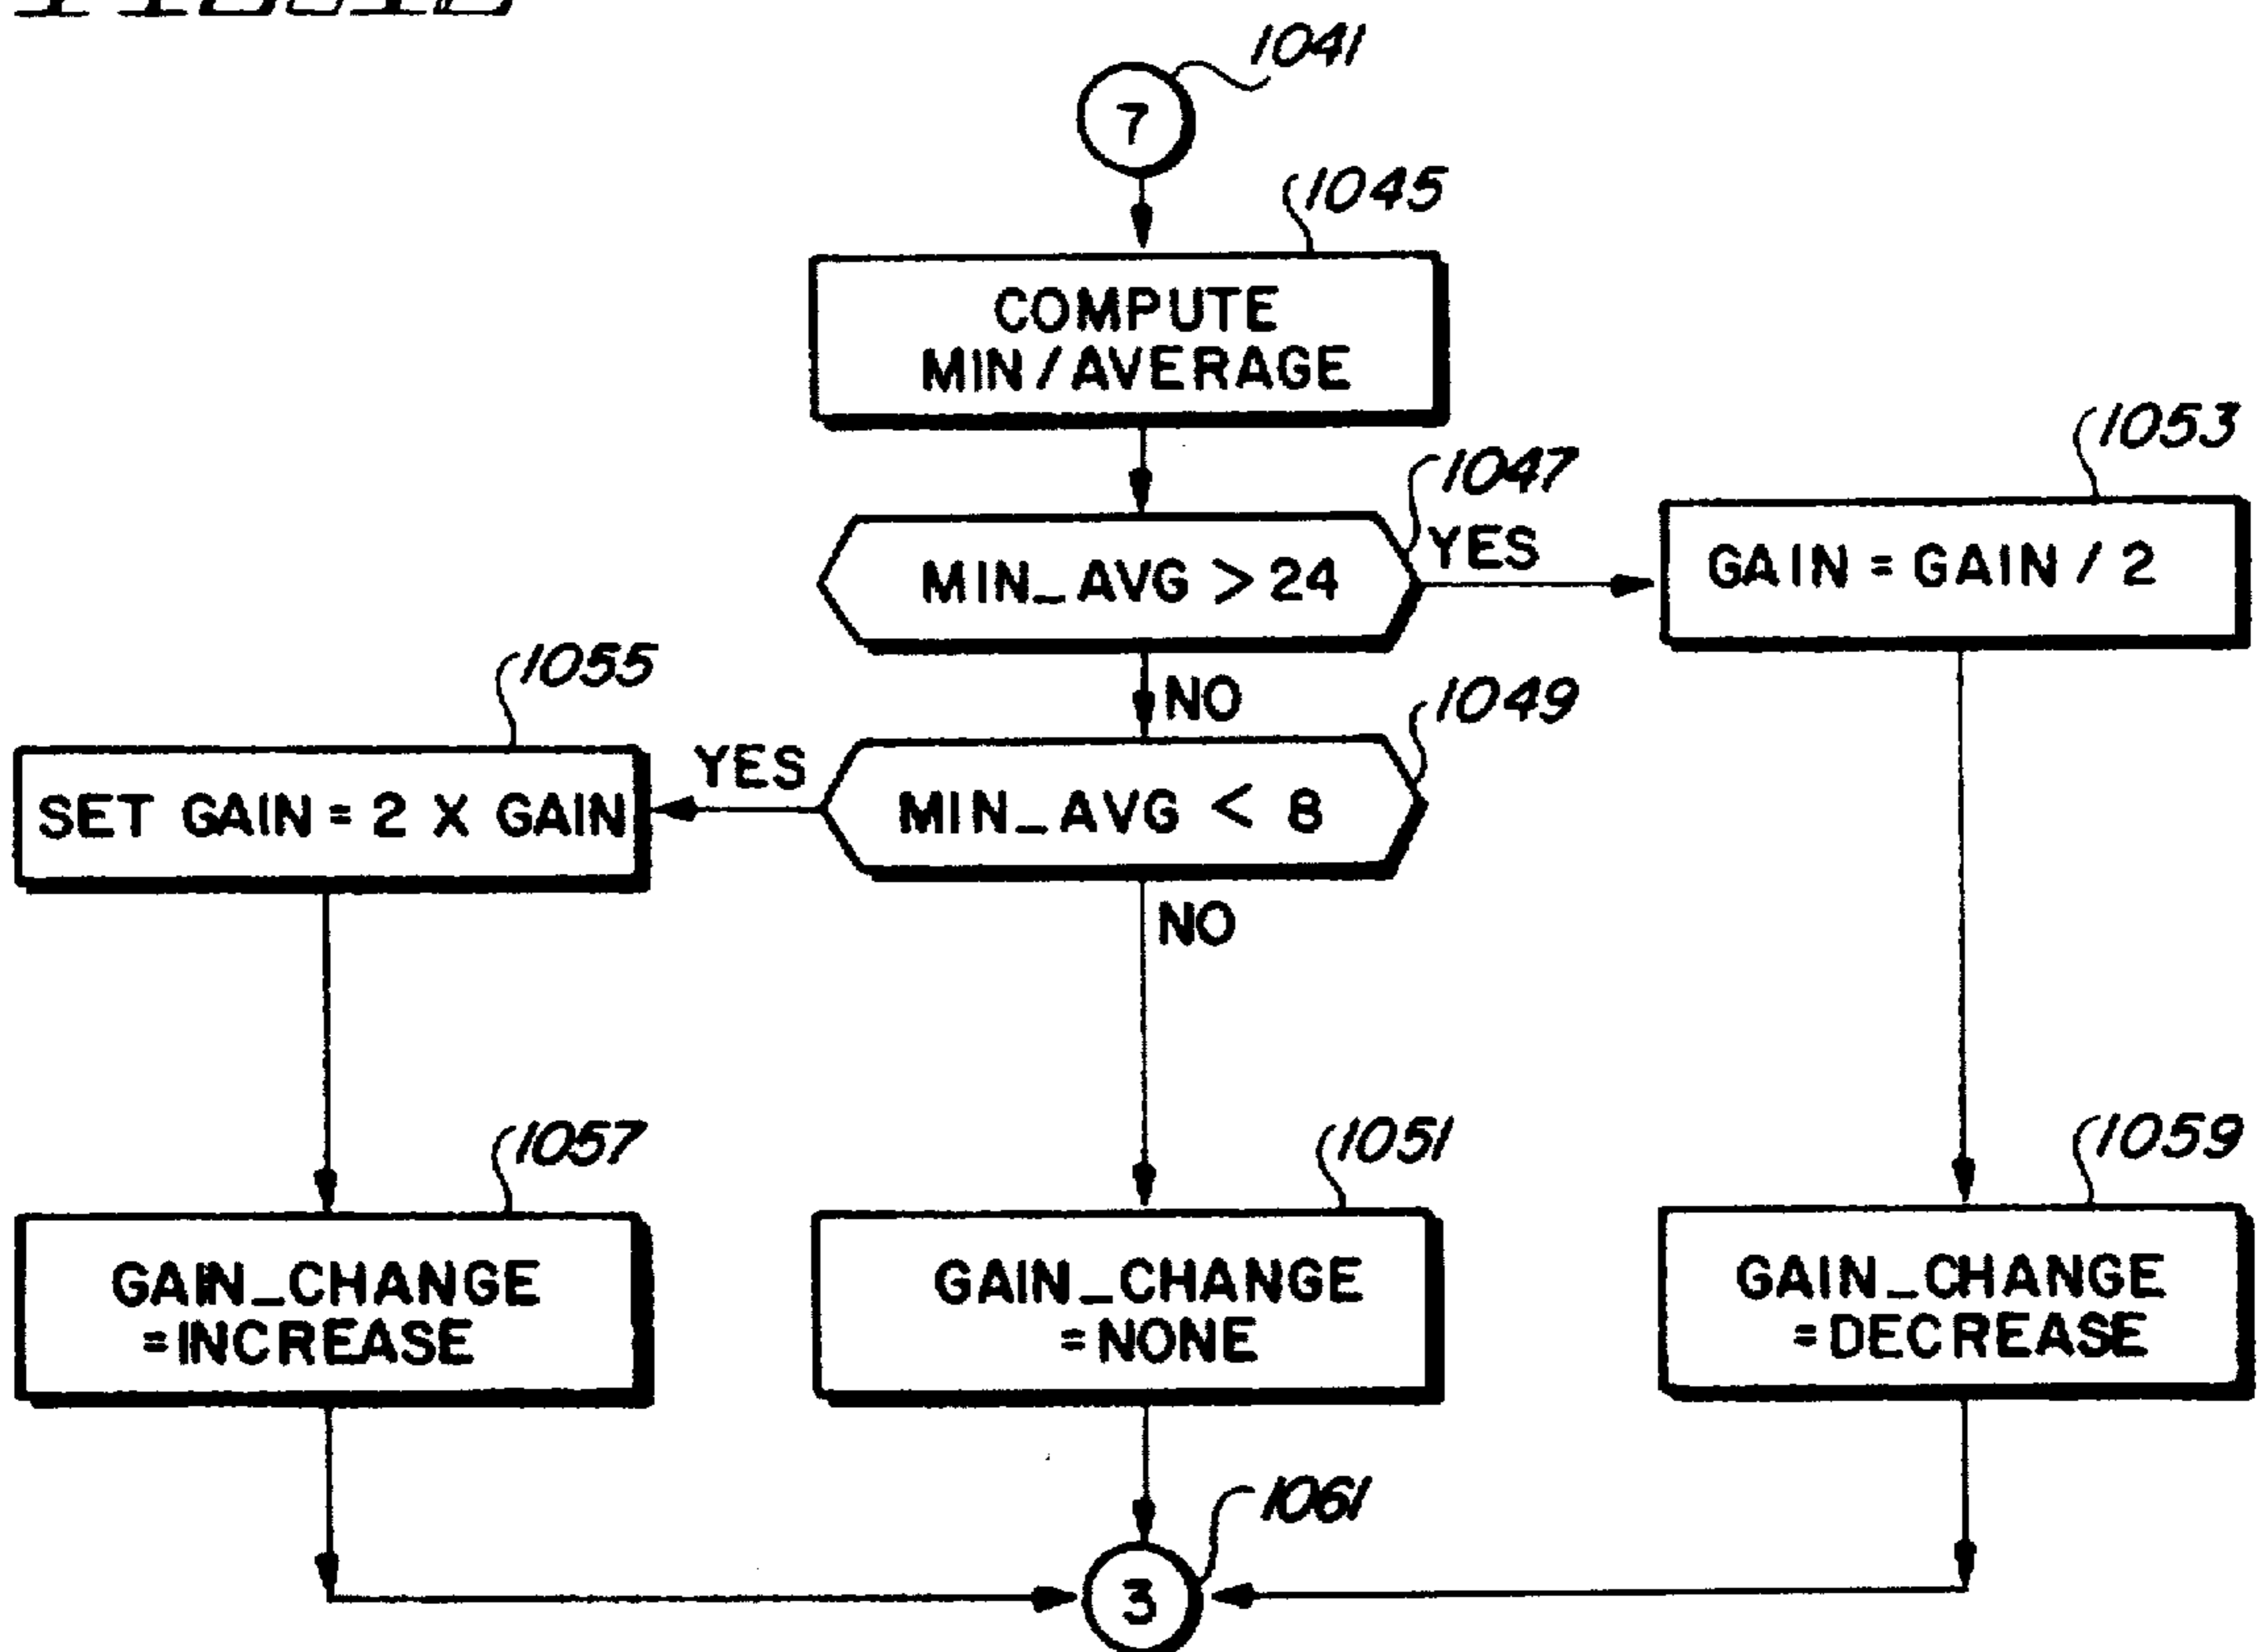 1041
7
1045
COMPUTE
MIN/AVERAGE
1047
1053
MIN_AVG > 24
YES
GAIN = GAIN / 2
1055
NO
1049
SET GAIN = 2 X GAIN
YES
MIN_AVG < 8
NO
1057
1051
1059
GAIN_CHANGE
=INCREASE
GAIN_CHANGE
=NONE
GAIN_CHANGE
=DECREASE
1061
3